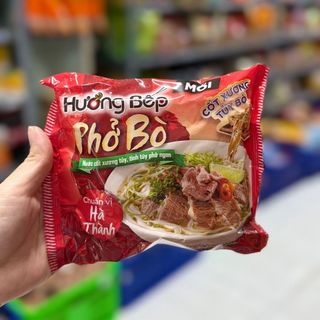 Mới
Hương Bếp
CỐT XƯƠNG
TỦY BÒ
Phở Bò
Nước cốt xương tủy, tinh túy phở ngon
Chuẩn vị
Hà
Thành